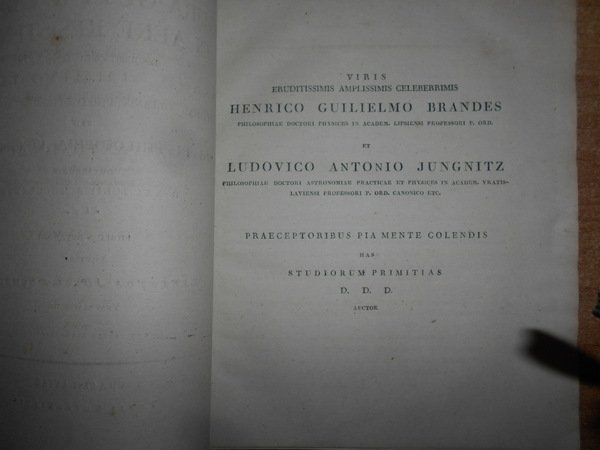 VIRIS
ERUDITISSIMIS AMPLISSIMIS CELEBERRIMIS
HENRICO GUILIELMO BRANDES
PHILOSOPHIAE DOCTORI PHYSICES IN ACADEM. LIPSIENSI PROFESSORI P. ORD.
ET
LUDOVICO ANTONIO JUNGNITZ
PHILOSOPHIAE DOCTORI ASTRONOMIAE PRACTICAE ET PHYSICES IN ACADEM. VRATIS-
LAVIENSI PROFESSORI P. ORD. CANONICO ETC.
PRAECEPTORIBUS PIA MENTE COLENDIS
HAS
STUDIORUM PRIMITIAS
D. D. D.
AUCTOR.